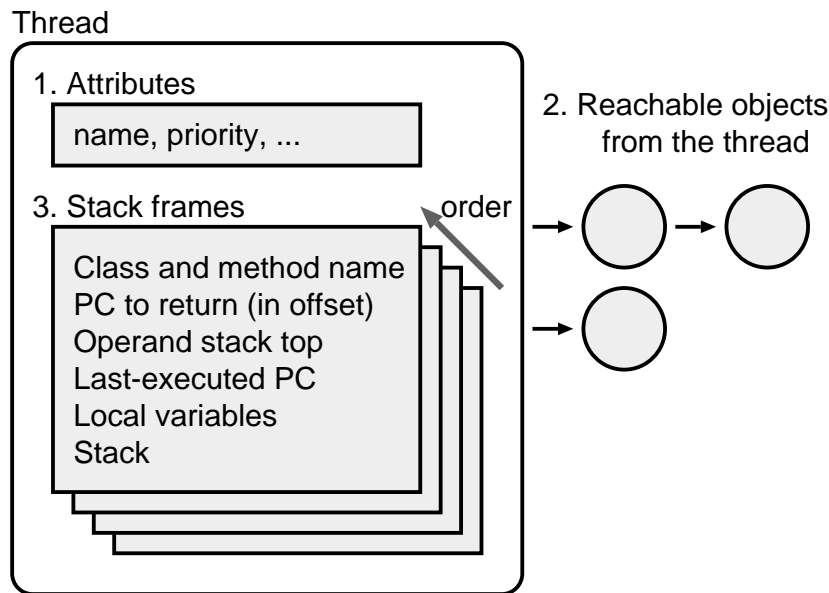 Thread
1. Attributes
name, priority, ...
2. Reachable objects
from the thread
3. Stack frames
order
Class and method name
PC to return (in offset)
Operand stack top
Last-executed PC
Local variables
Stack